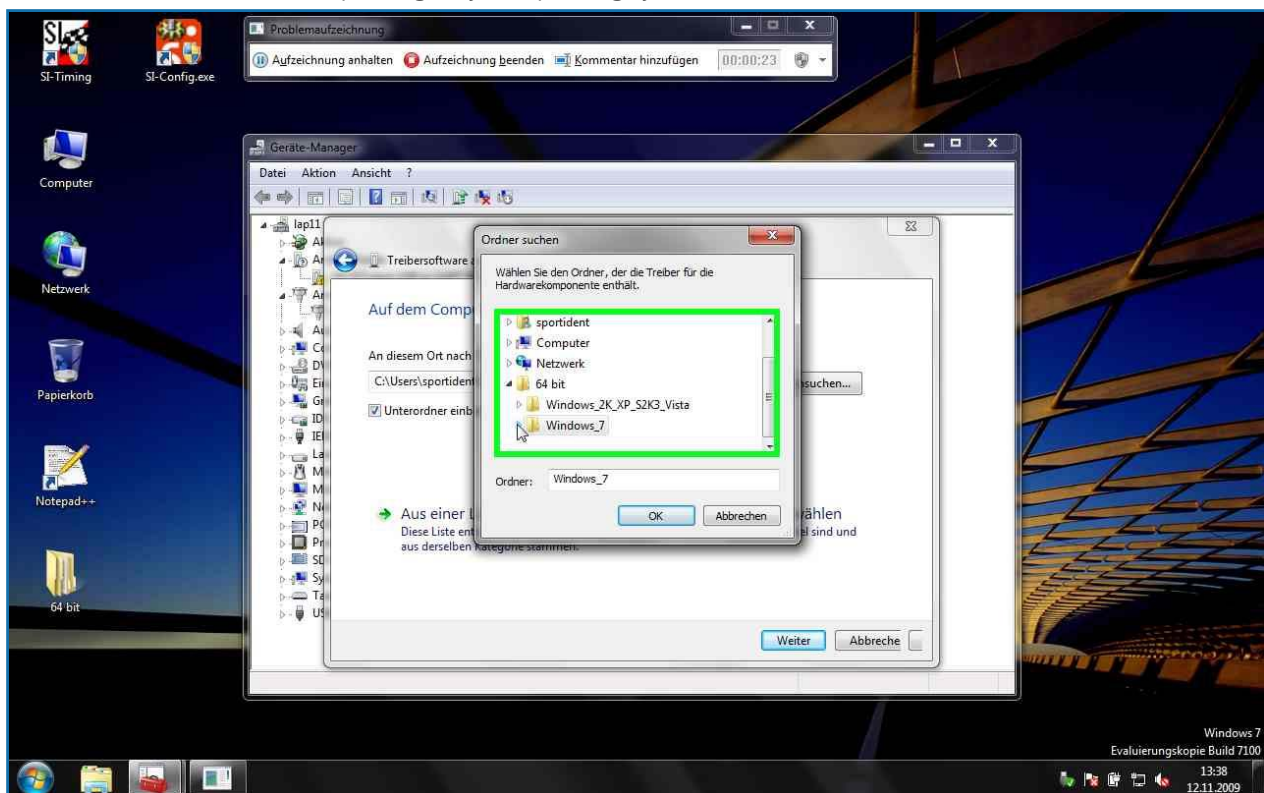 Problemaufzeichnung
Aufzeichnung anhalten
Aufzeichnung beenden
Kommentar hinzufügen
00:00:23
SI-Timing
SI-Config.exe
Computer
Netzwerk
Papierkorb
Notepad++
64 bit
Geräte-Manager
Datei Aktion Ansicht ?
lap11
Treibersoftware
Auf dem Comp
An diesem Ort nach
C:\Users\sportident
suchen...
Unterordner einb
Aus einer L
ählen
Diese Liste ent
el sind und
aus derselben Kategorie stammen.
Weiter
Abbreche
Ordner suchen
Wählen Sie den Ordner, der die Treiber für die
Hardwarekomponente enthält.
sportident
Computer
Netzwerk
64 bit
Windows_2K_XP_S2K3_Vista
Windows_7
Ordner:
Windows_7
OK
Abbrechen
Windows 7
Evaluierungskopie Build 7100
13:38
12.11.2009